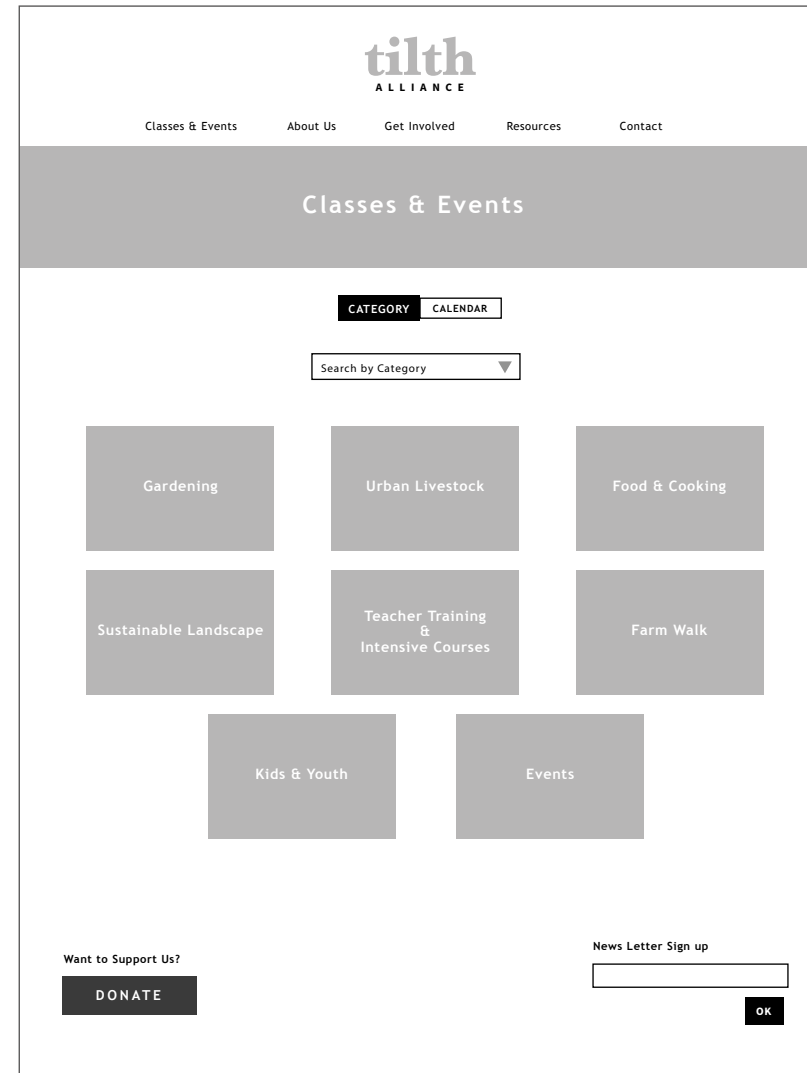 tilth
ALLIANCE
Classes & Events About Us Get Involved Resources Contact
Classes & Events
CATEGORY CALENDAR
Search by Category
Gardening Urban Livestock Food & Cooking
Sustainable Landscape
Teacher Training
&
Intensive Courses
Farm Walk
Kids & Youth Events
Want to Support Us?
DONATE
News Letter Sign up
OK